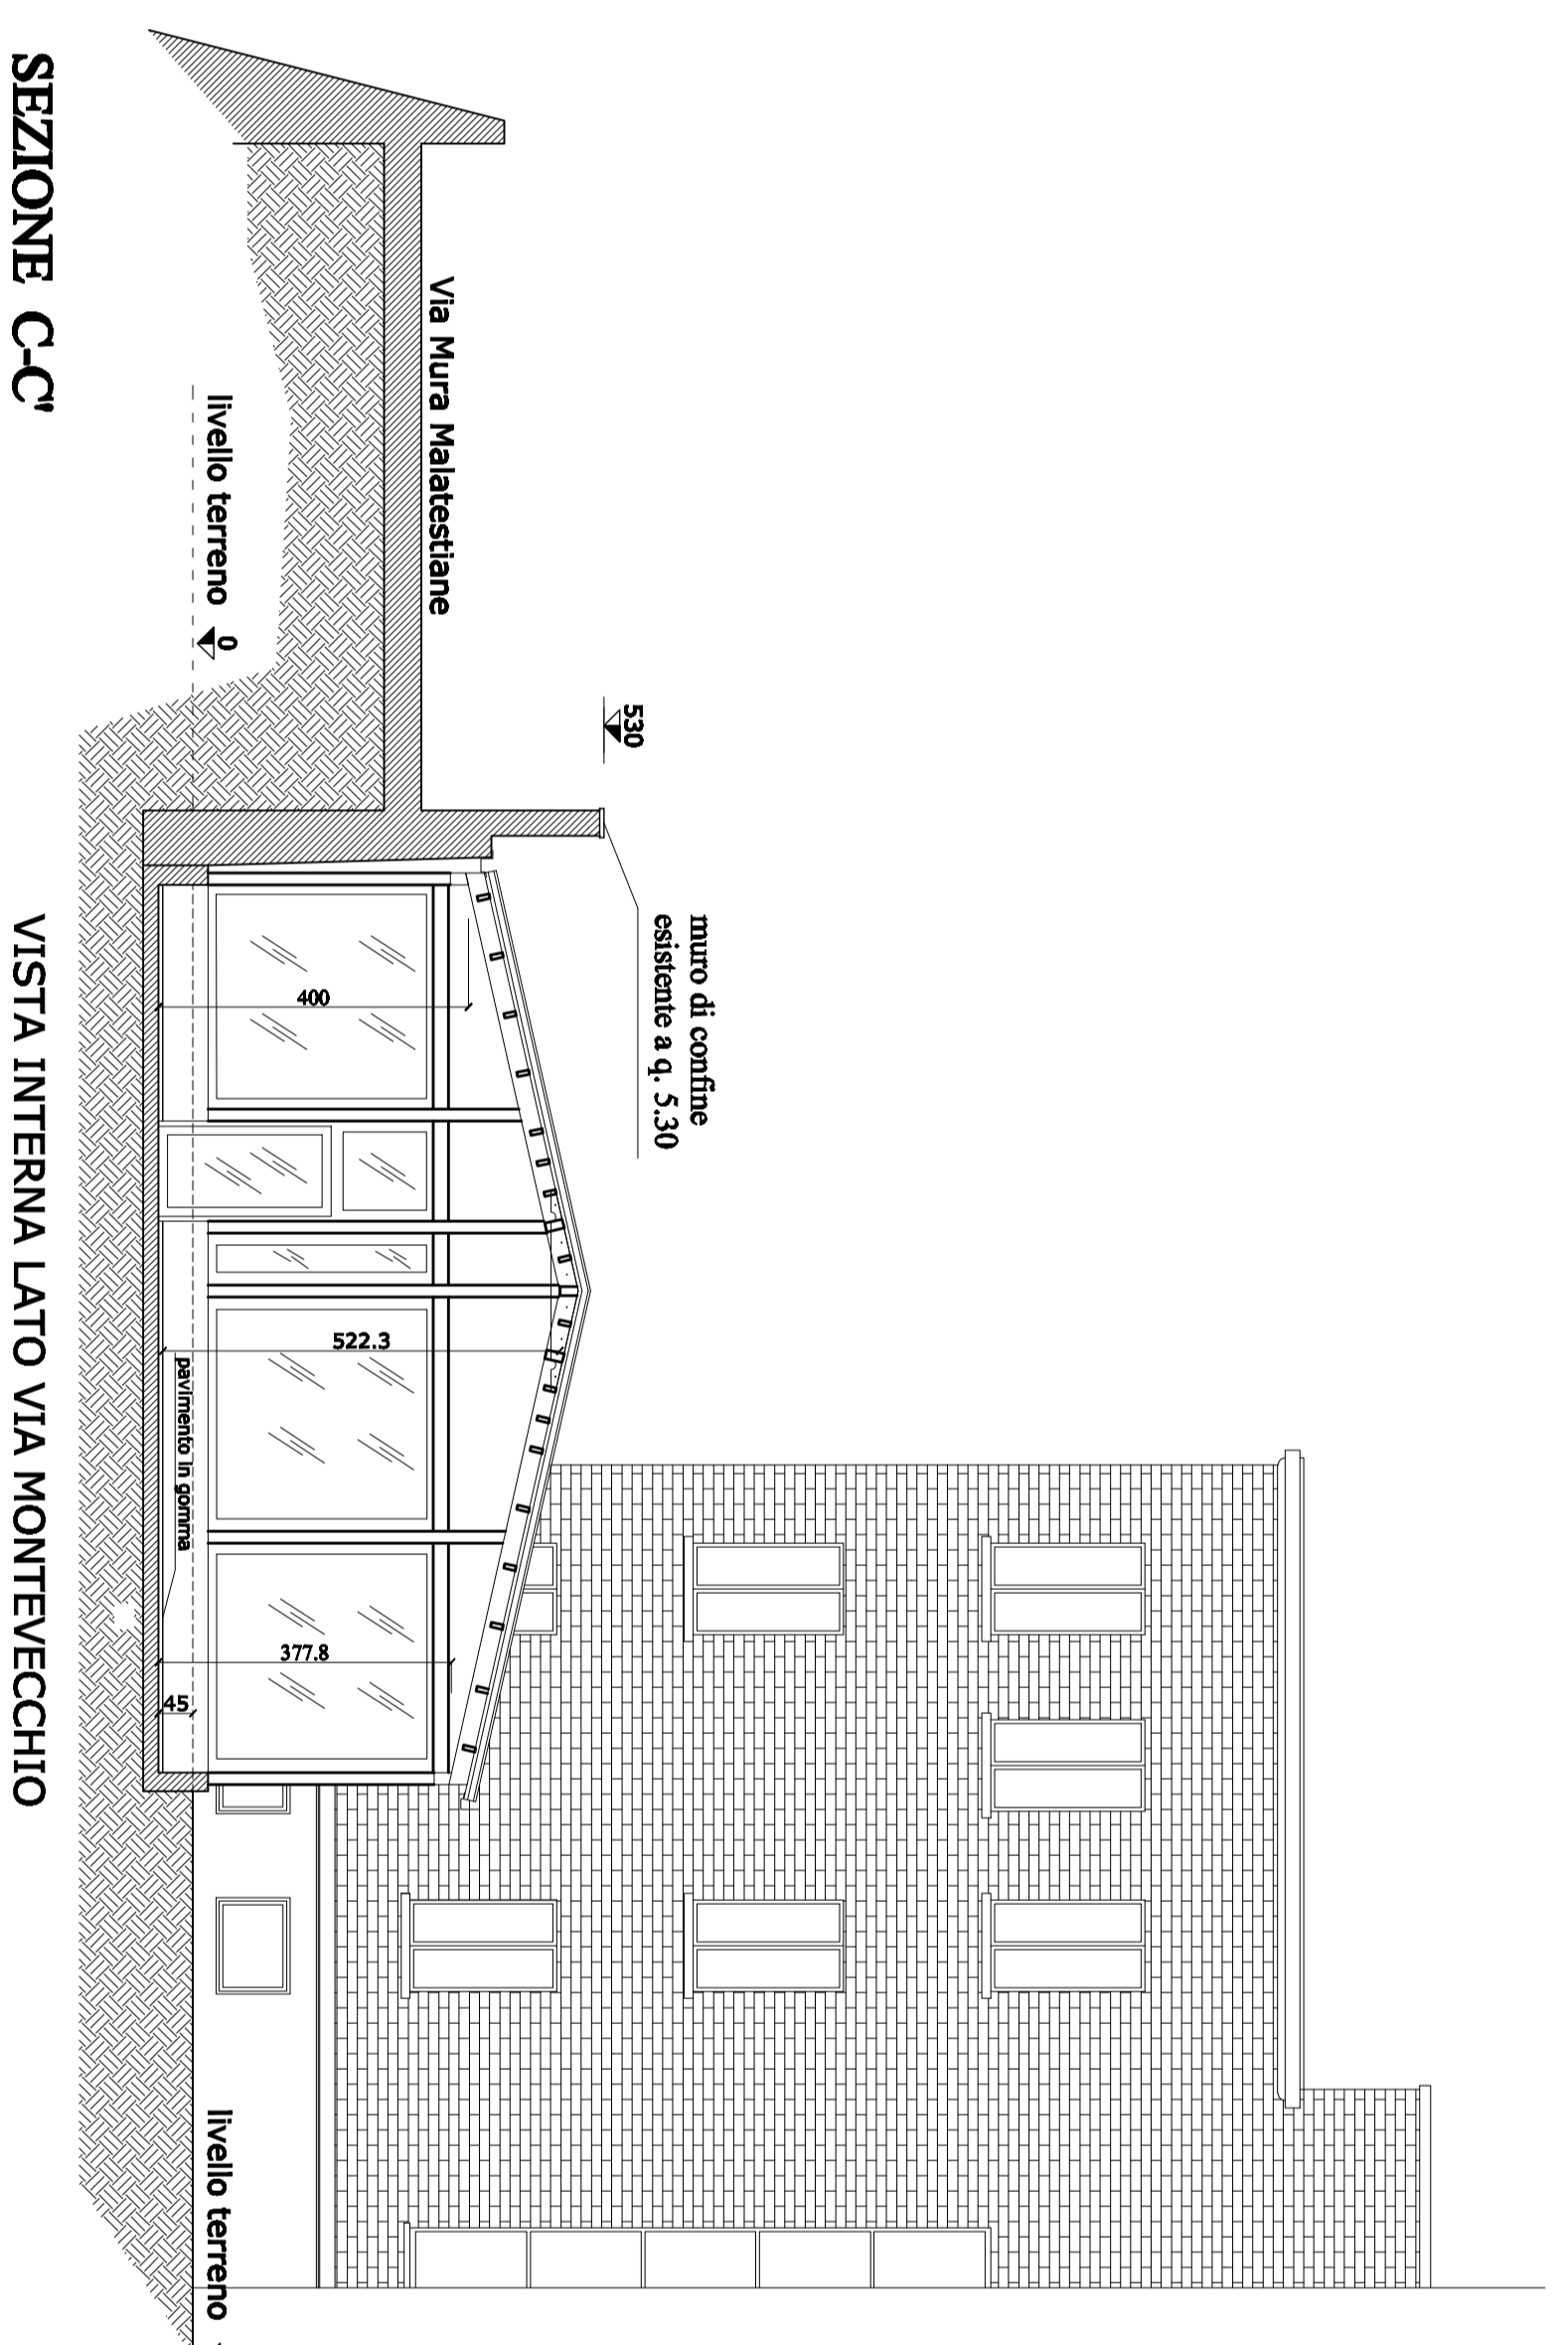 530
muro di confine
esistente a q. 5.30
Via Mura Malatestiane
livello terreno
0
400
522.3
377.8
45
pavimento in gomma
livello terreno
SEZIONE C-C'
VISTA INTERNA LATO VIA MONTEVECCHIO